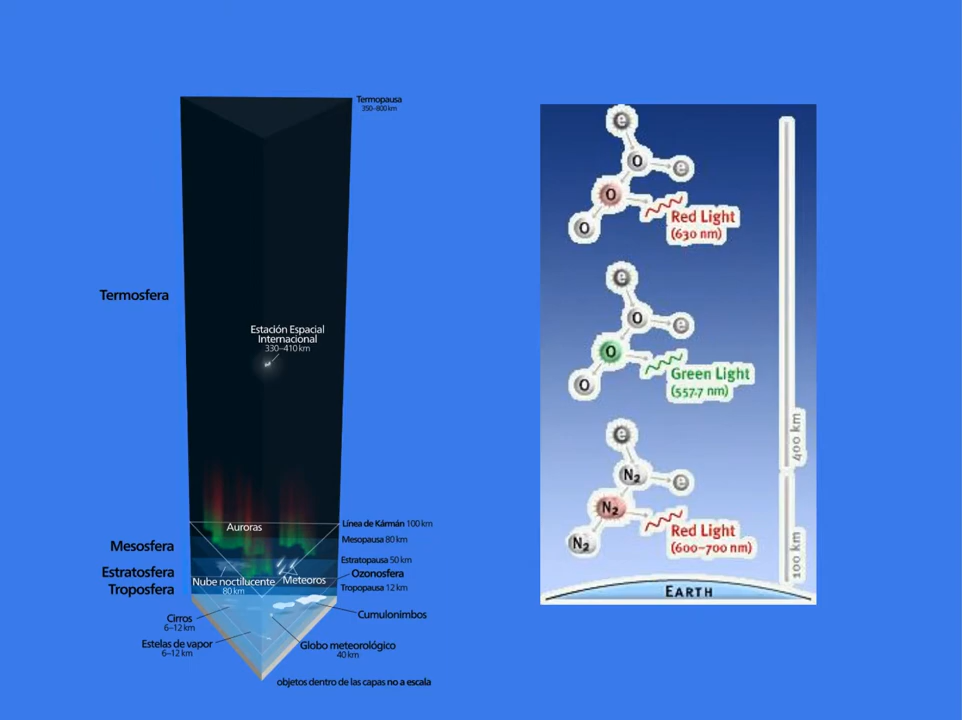 Termopausa
350–800 km
Termosfera
Estación Espacial
Internacional
330–410 km
Auroras
Línea de Kármán 100 km
Mesopausa 80 km
Mesosfera
Estratopausa 50 km
Ozonosfera
Estratosfera
Nube noctilucente
80 km
Meteoros
Troposfera
Tropopausa 12 km
Cumulonimbos
Cirros
6–12 km
Estelas de vapor
6–12 km
Globo meteorológico
40 km
objetos dentro de las capas no a escala
e
O
e
O
O
Red Light
(630 nm)
e
O
e
O
O
Green Light
(557.7 nm)
e
N2
e
N2
N2
Red Light
(600–700 nm)
400 km
100 km
EARTH